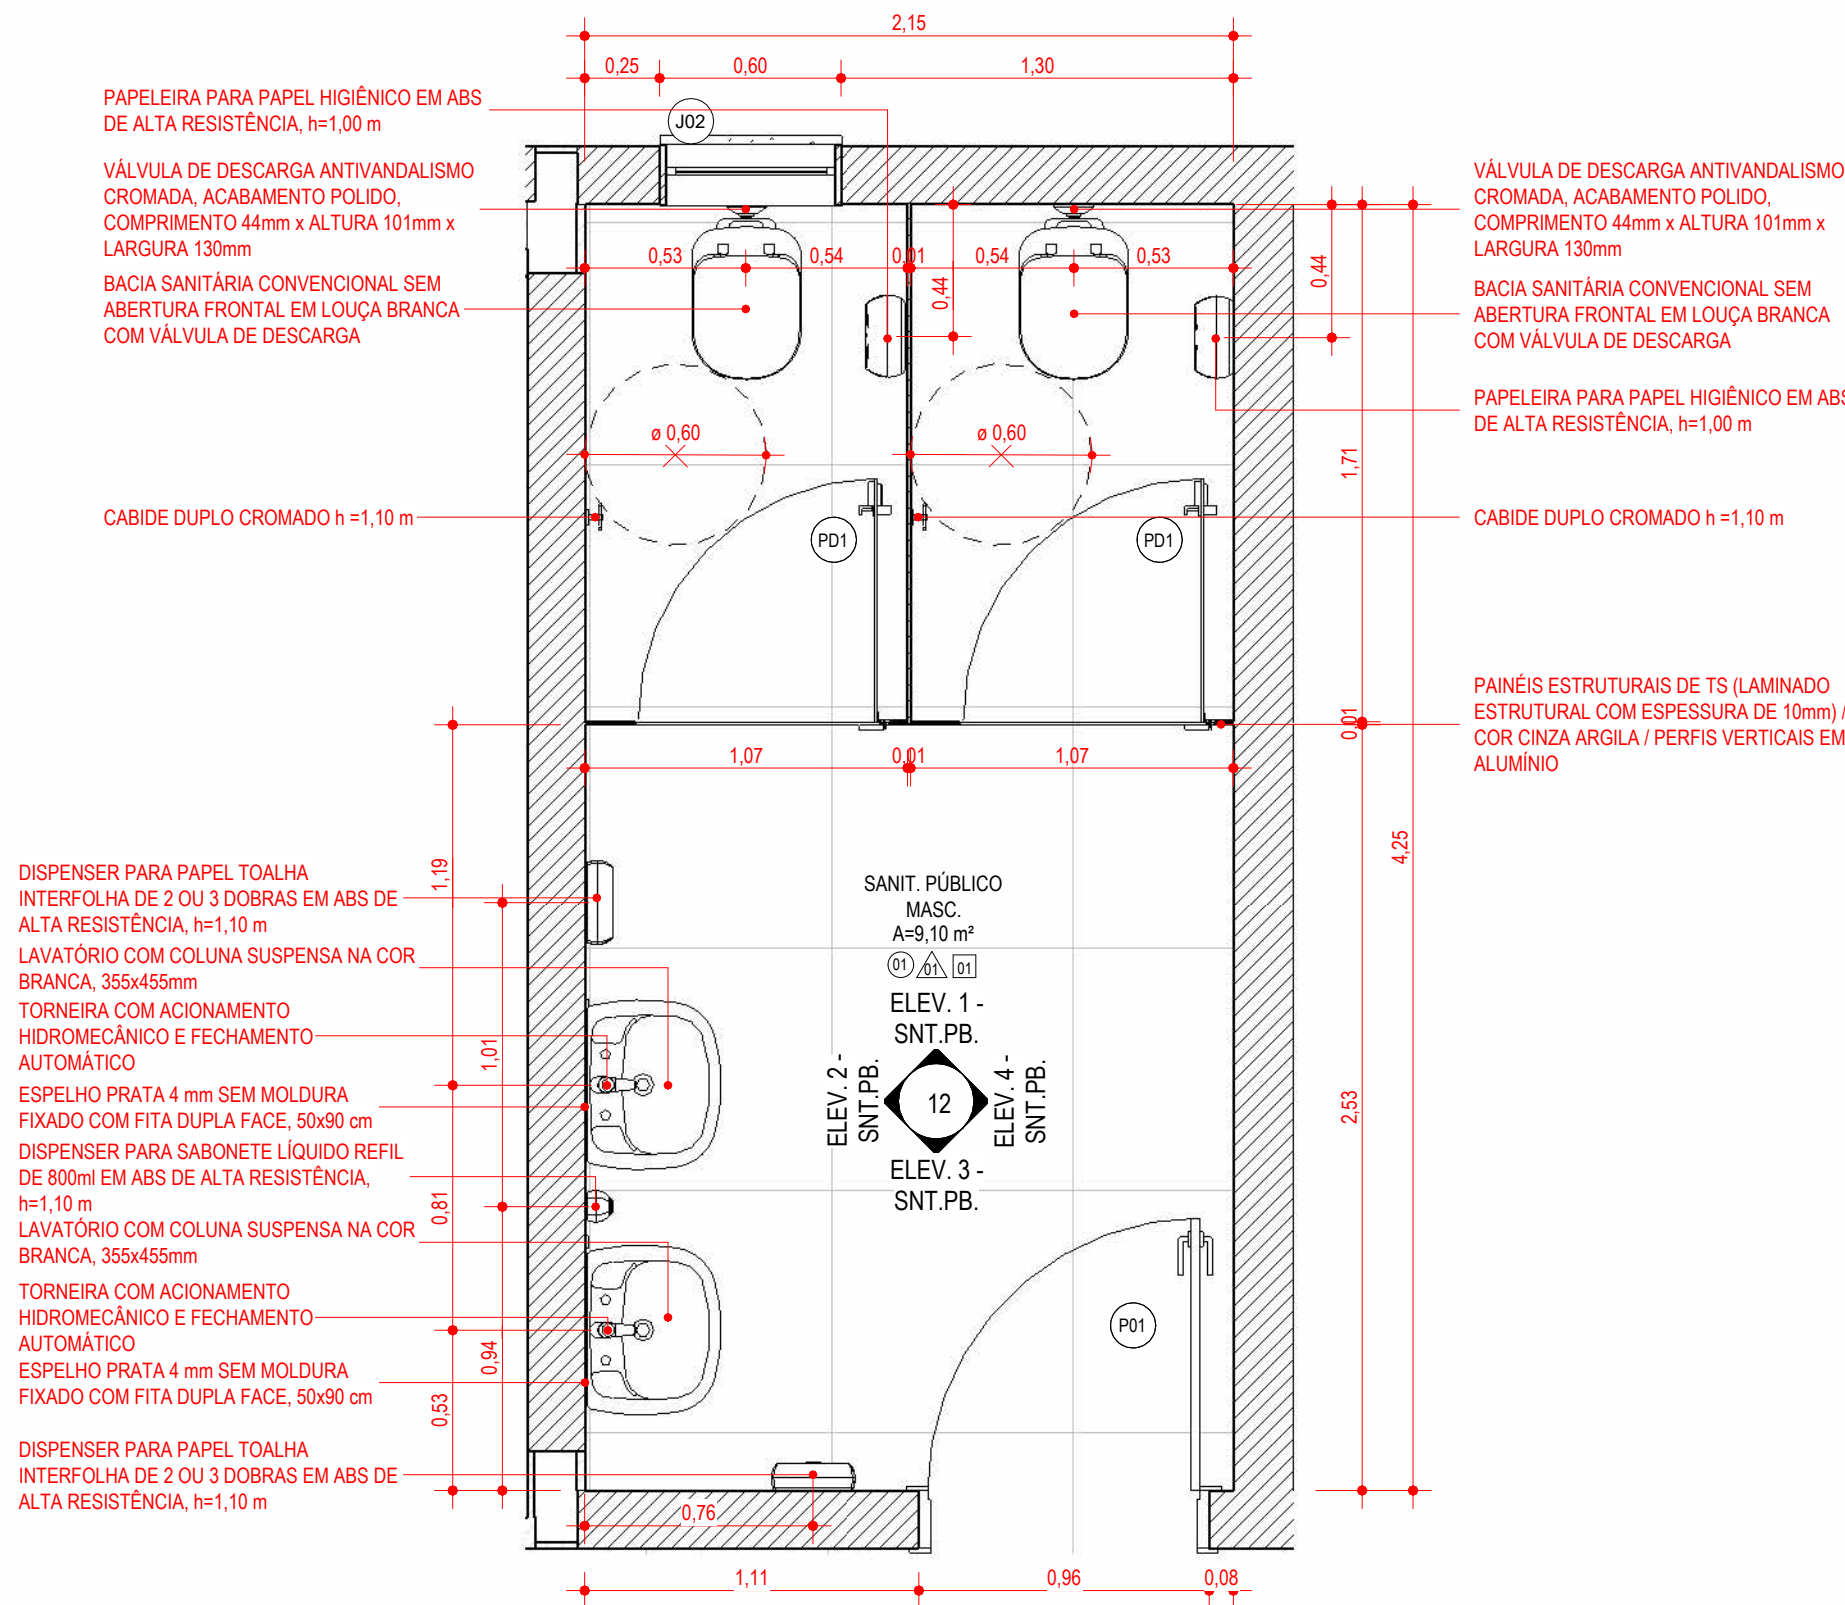 2,15
0,25
0,60
1,30
PAPELEIRA PARA PAPEL HIGIÊNICO EM ABS
DE ALTA RESISTÊNCIA, h=1,00 m
J02
VÁLVULA DE DESCARGA ANTIVANDALISMO
CROMADA, ACABAMENTO POLIDO,
COMPRIMENTO 44mm x ALTURA 101mm x
LARGURA 130mm
BACIA SANITÁRIA CONVENCIONAL SEM
ABERTURA FRONTAL EM LOUÇA BRANCA
COM VÁLVULA DE DESCARGA
VÁLVULA DE DESCARGA ANTIVANDALISMO
CROMADA, ACABAMENTO POLIDO,
COMPRIMENTO 44mm x ALTURA 101mm x
LARGURA 130mm
BACIA SANITÁRIA CONVENCIONAL SEM
ABERTURA FRONTAL EM LOUÇA BRANCA
COM VÁLVULA DE DESCARGA
PAPELEIRA PARA PAPEL HIGIÊNICO EM ABS
DE ALTA RESISTÊNCIA, h=1,00 m
0,53
0,54
0,01
0,54
0,53
0,44
0,44
ø 0,60
ø 0,60
1,71
CABIDE DUPLO CROMADO h =1,10 m
PD1
PD1
CABIDE DUPLO CROMADO h =1,10 m
PAINÉIS ESTRUTURAIS DE TS (LAMINADO
ESTRUTURAL COM ESPESSURA DE 10mm) /
COR CINZA ARGILA / PERFIS VERTICAIS EM
ALUMÍNIO
0,01
1,07
0,01
1,07
4,25
1,19
DISPENSER PARA PAPEL TOALHA
INTERFOLHA DE 2 OU 3 DOBRAS EM ABS DE
ALTA RESISTÊNCIA, h=1,10 m
LAVATÓRIO COM COLUNA SUSPENSA NA COR
BRANCA, 355x455mm
TORNEIRA COM ACIONAMENTO
HIDROMECÂNICO E FECHAMENTO
AUTOMÁTICO
1,01
ESPELHO PRATA 4 mm SEM MOLDURA
FIXADO COM FITA DUPLA FACE, 50x90 cm
DISPENSER PARA SABONETE LÍQUIDO REFIL
DE 800ml EM ABS DE ALTA RESISTÊNCIA,
h=1,10 m
0,81
LAVATÓRIO COM COLUNA SUSPENSA NA COR
BRANCA, 355x455mm
TORNEIRA COM ACIONAMENTO
HIDROMECÂNICO E FECHAMENTO
AUTOMÁTICO
0,94
ESPELHO PRATA 4 mm SEM MOLDURA
FIXADO COM FITA DUPLA FACE, 50x90 cm
0,53
DISPENSER PARA PAPEL TOALHA
INTERFOLHA DE 2 OU 3 DOBRAS EM ABS DE
ALTA RESISTÊNCIA, h=1,10 m
SANIT. PÚBLICO
MASC.
A=9,10 m²
01 01 01
ELEV. 1 -
SNT.PB.
ELEV. 2 -
SNT.PB.
12
ELEV. 4 -
SNT.PB.
ELEV. 3 -
SNT.PB.
2,53
P01
0,76
1,11
0,96
0,08